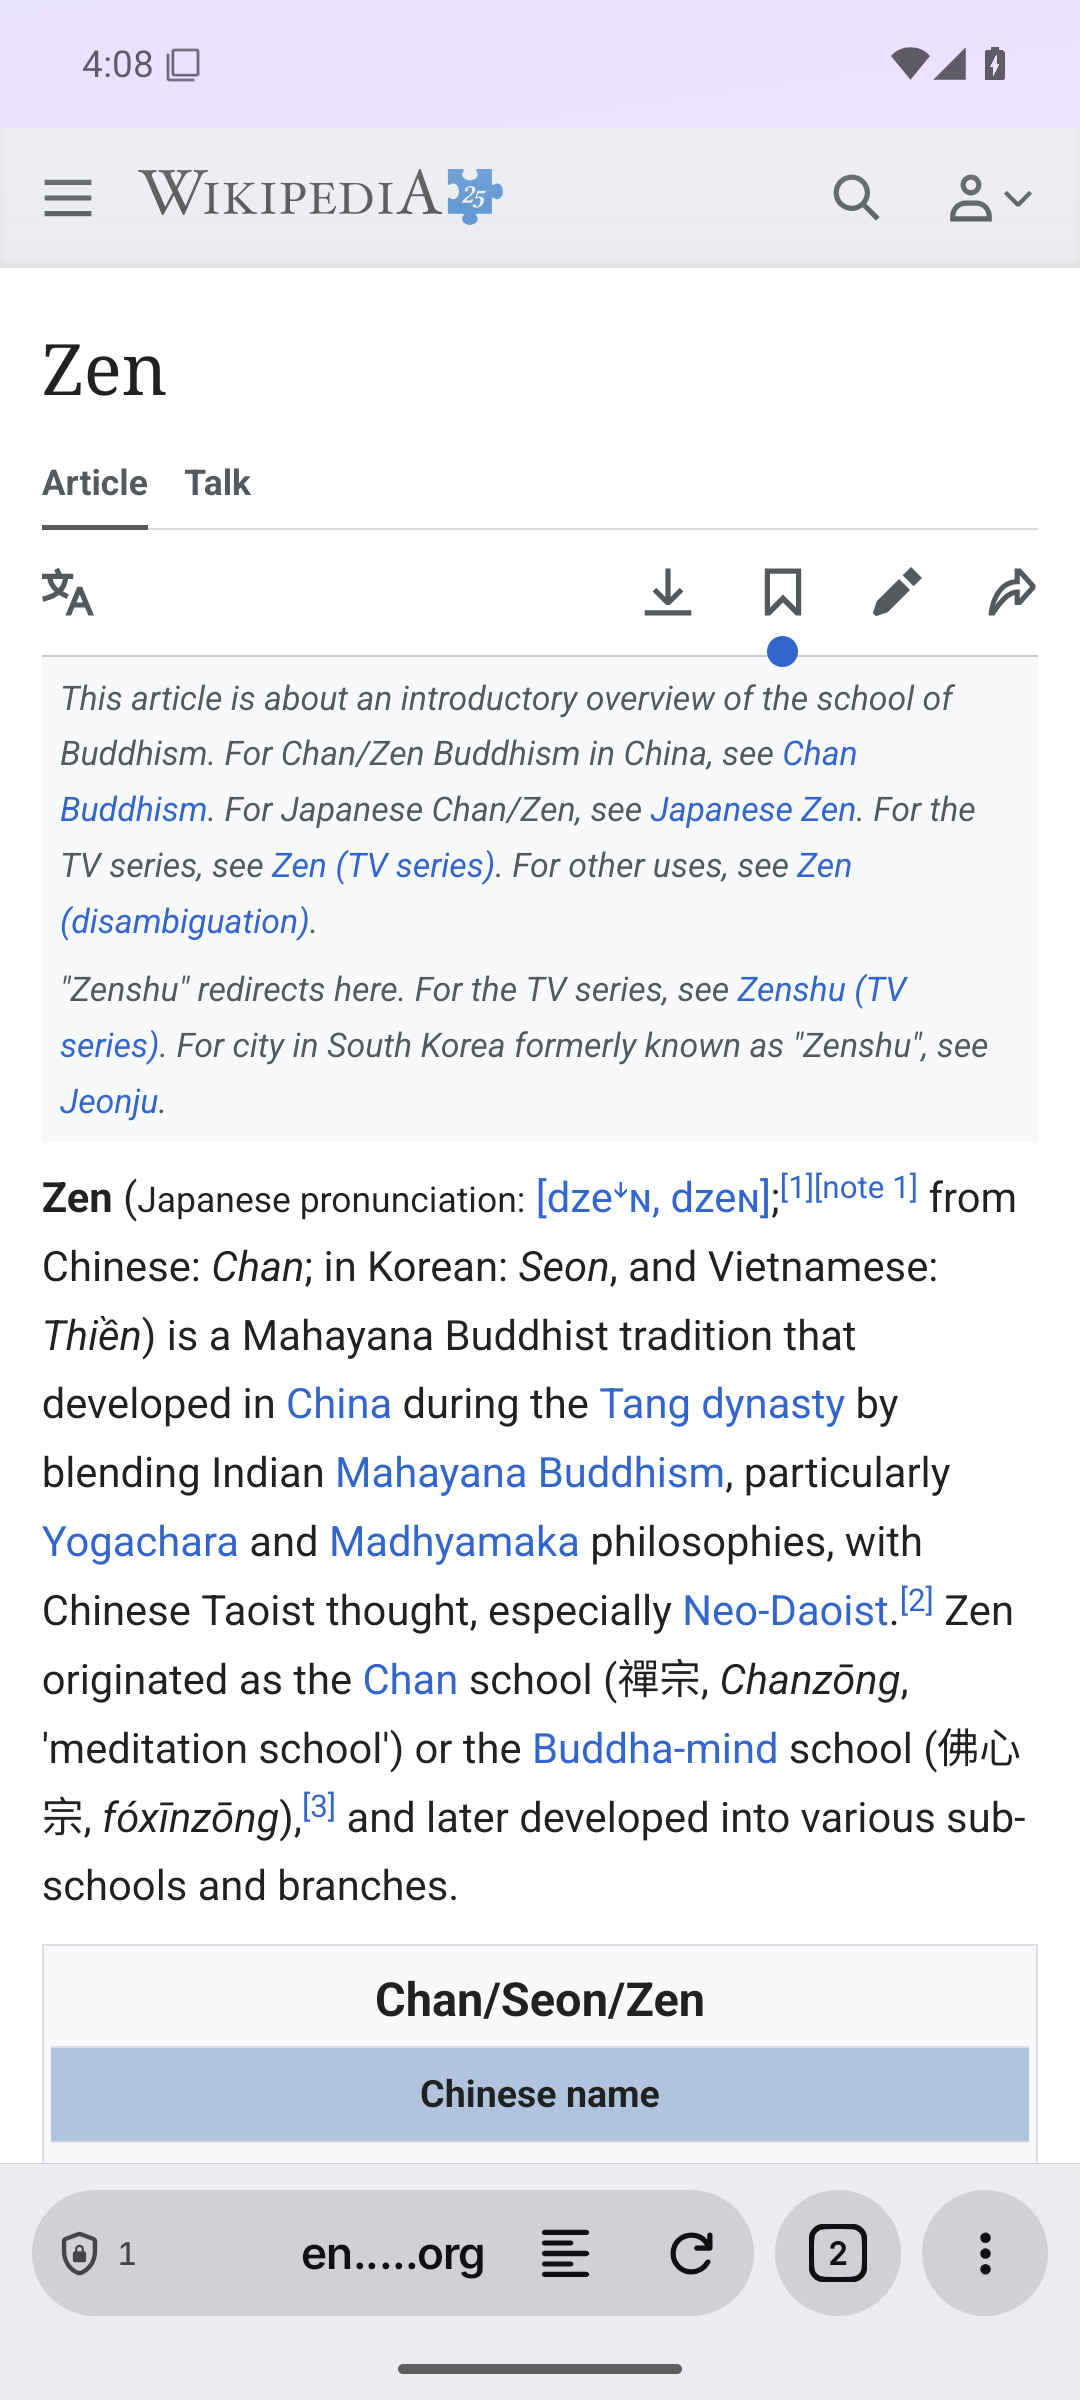 4:08
WIKIPEDIA 25
Zen
Article Talk
This article is about an introductory overview of the school of
Buddhism. For Chan/Zen Buddhism in China, see Chan
Buddhism. For Japanese Chan/Zen, see Japanese Zen. For the
TV series, see Zen (TV series). For other uses, see Zen
(disambiguation).
"Zenshu" redirects here. For the TV series, see Zenshu (TV
series). For city in South Korea formerly known as "Zenshu", see
Jeonju.
Zen (Japanese pronunciation: [dzeꜜɴ, dzeɴ];[1][note 1] from
Chinese: Chan; in Korean: Seon, and Vietnamese:
Thiền) is a Mahayana Buddhist tradition that
developed in China during the Tang dynasty by
blending Indian Mahayana Buddhism, particularly
Yogachara and Madhyamaka philosophies, with
Chinese Taoist thought, especially Neo-Daoist.[2] Zen
originated as the Chan school (禪宗, Chanzōng,
'meditation school') or the Buddha-mind school (佛心
宗, fóxīnzōng),[3] and later developed into various sub-
schools and branches.
Chan/Seon/Zen
Chinese name
1 en.....org 2